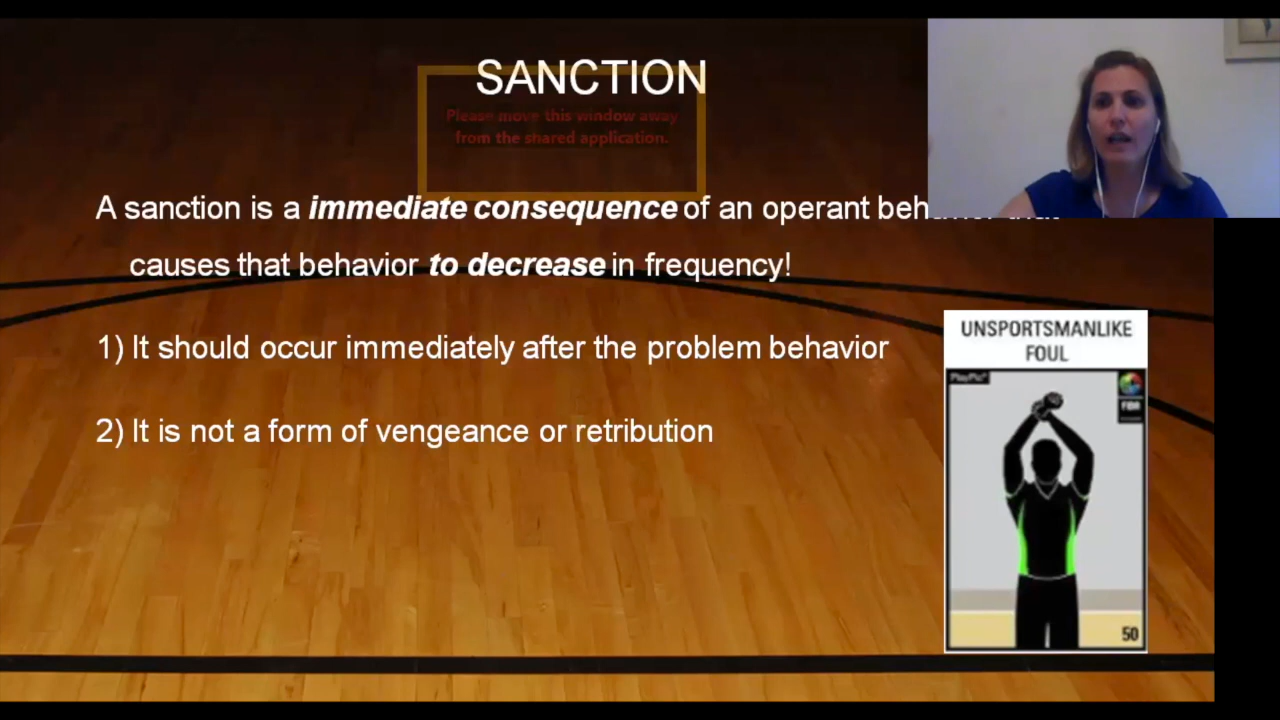 SANCTION
Please move this window away
from the shared application.
A sanction is a immediate consequence of an operant
causes that behavior to decrease in frequency!
1) It should occur immediately after the problem behavior
2) It is not a form of vengeance or retribution
UNSPORTSMANLIKE
FOUL
PlayPic
50